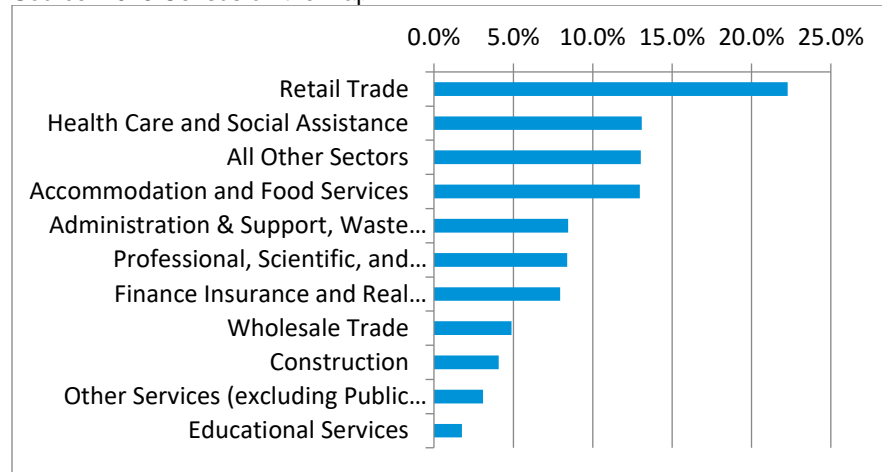 0.0% 5.0% 10.0% 15.0% 20.0% 25.0%
Retail Trade
Health Care and Social Assistance
All Other Sectors
Accommodation and Food Services
Administration & Support, Waste...
Professional, Scientific, and...
Finance Insurance and Real...
Wholesale Trade
Construction
Other Services (excluding Public...
Educational Services